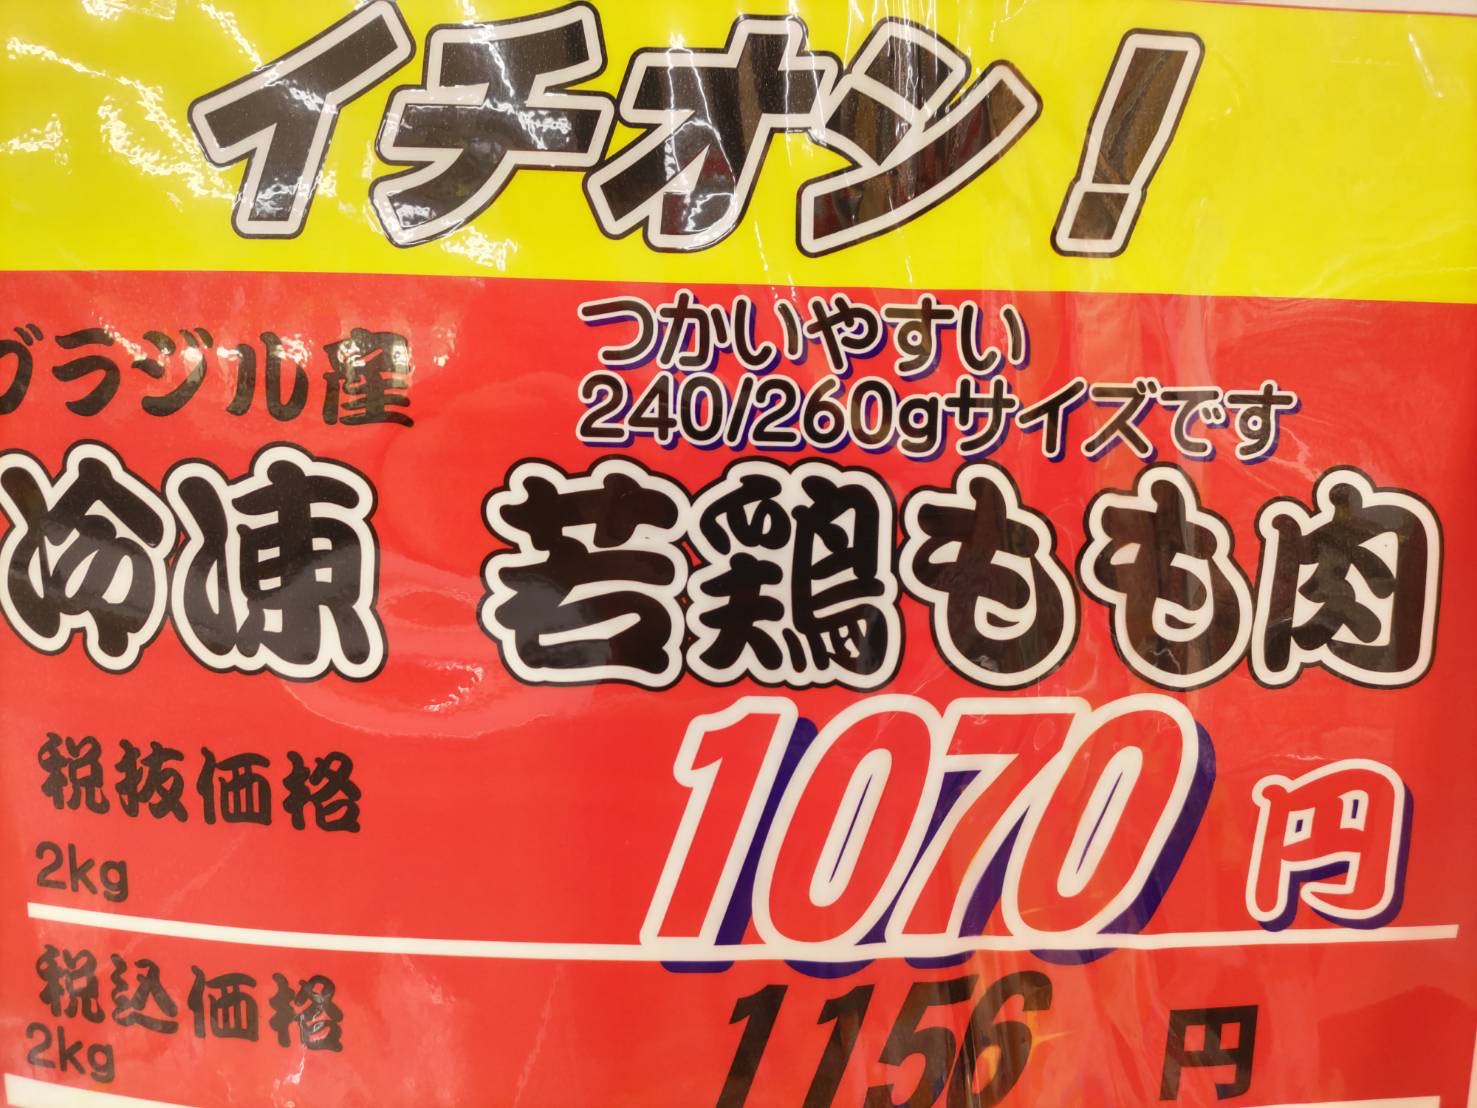 イチオシ!
つかいやすい
ブラジル産
240/260gサイズです
冷凍 若鶏もも肉
税抜価格
1070円
2kg
税込価格
1156円
2kg